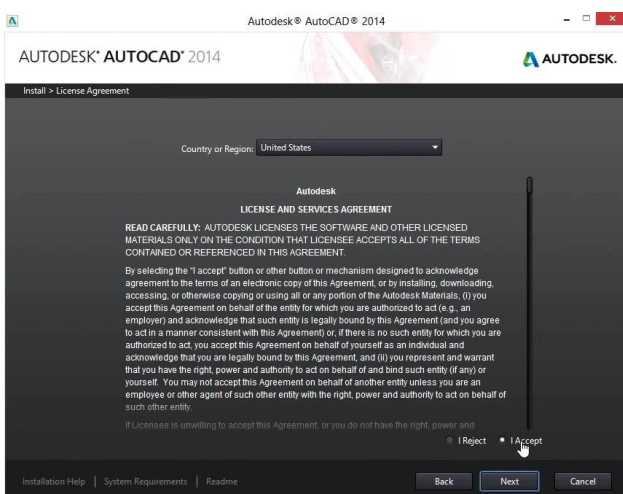 Autodesk® AutoCAD® 2014
AUTODESK® AUTOCAD® 2014
AUTODESK.
Install > License Agreement
Country or Region: United States
Autodesk
LICENSE AND SERVICES AGREEMENT
READ CAREFULLY: AUTODESK LICENSES THE SOFTWARE AND OTHER LICENSED
MATERIALS ONLY ON THE CONDITION THAT LICENSEE ACCEPTS ALL OF THE TERMS
CONTAINED OR REFERENCED IN THIS AGREEMENT.
By selecting the "I accept" button or other button or mechanism designed to acknowledge
agreement to the terms of an electronic copy of this Agreement, or by installing, downloading,
accessing, or otherwise copying or using all or any portion of the Autodesk Materials, (i) you
accept this Agreement on behalf of the entity for which you are authorized to act (e.g., an
employer) and acknowledge that such entity is legally bound by this Agreement (and you agree
to act in a manner consistent with this Agreement) or, if there is no such entity for which you are
authorized to act, you accept this Agreement on behalf of yourself as an individual and
acknowledge that you are legally bound by this Agreement, and (ii) you represent and warrant
that you have the right, power and authority to act on behalf of and bind such entity (if any) or
yourself. You may not accept this Agreement on behalf of another entity unless you are an
employee or other agent of such other entity with the right, power and authority to act on behalf of
such other entity.
If Licensee is unwilling to accept this Agreement, or you do not have the right, power and
I Reject I Accept
Installation Help | System Requirements | Readme Back Next Cancel